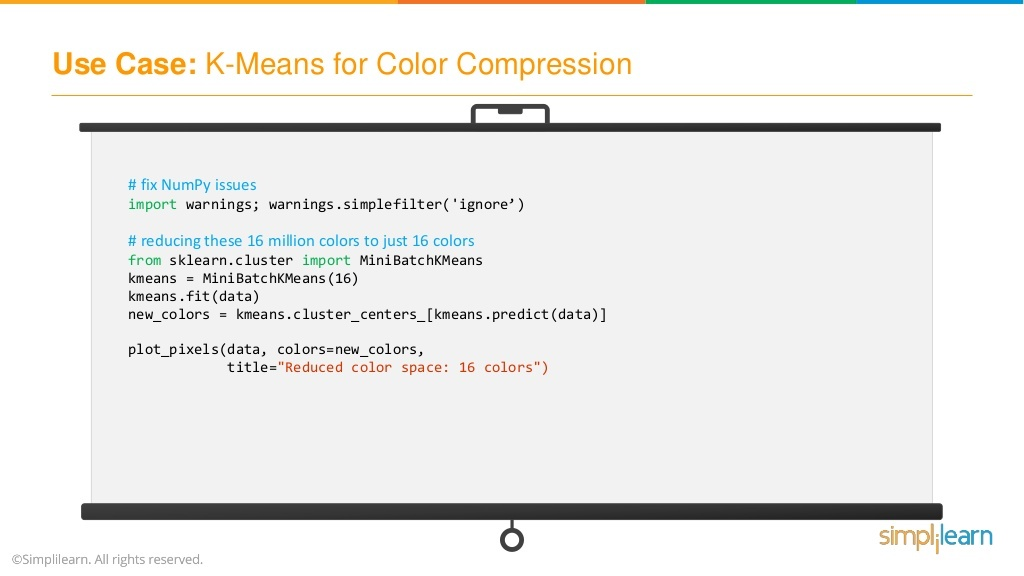 Use Case: K-Means for Color Compression
# fix NumPy issues
import warnings; warnings.simplefilter('ignore’)
# reducing these 16 million colors to just 16 colors
from sklearn.cluster import MiniBatchKMeans
kmeans = MiniBatchKMeans(16)
kmeans.fit(data)
new_colors = kmeans.cluster_centers_[kmeans.predict(data)]
plot_pixels(data, colors=new_colors,
            title="Reduced color space: 16 colors")
simplilearn
©Simplilearn. All rights reserved.